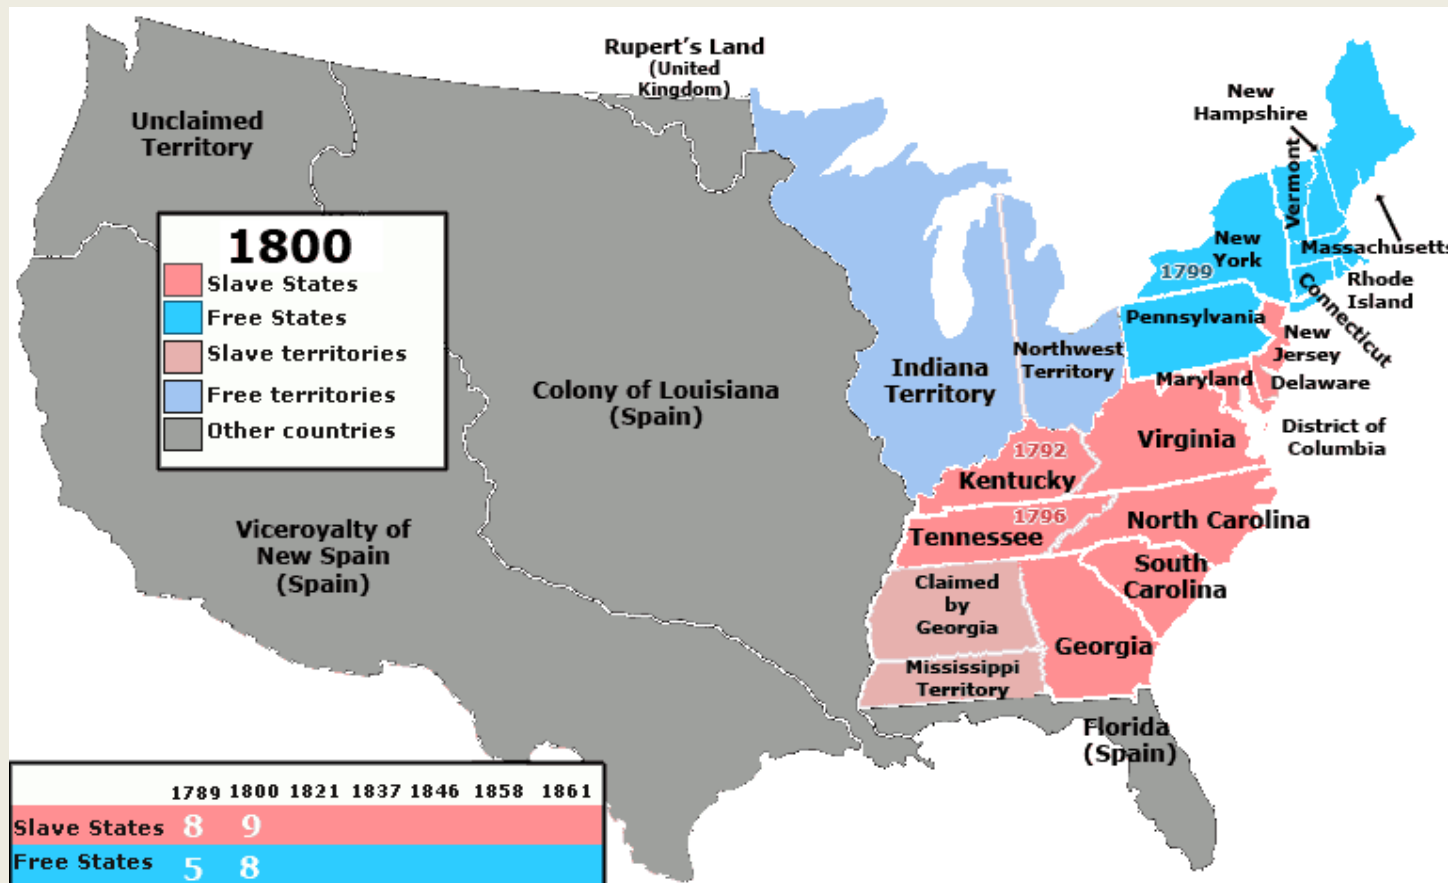 Rupert's Land
(United
Kingdom)
New
Hampshire
Unclaimed
Territory
Vermont
1800
Slave States
Free States
Slave territories
Free territories
Other countries
New
York
1799
Massachusetts
Rhode
Island
Connecticut
Pennsylvania
New
Jersey
Northwest
Territory
Indiana
Territory
Maryland
Delaware
Colony of Louisiana
(Spain)
District of
Columbia
Virginia
1792
Kentucky
1796
Tennessee
North Carolina
Viceroyalty of
New Spain
(Spain)
South
Carolina
Claimed
by
Georgia
Georgia
Mississippi
Territory
Florida
(Spain)
1789 1800 1821 1837 1846 1858 1861
Slave States 8 9
Free States 5 8